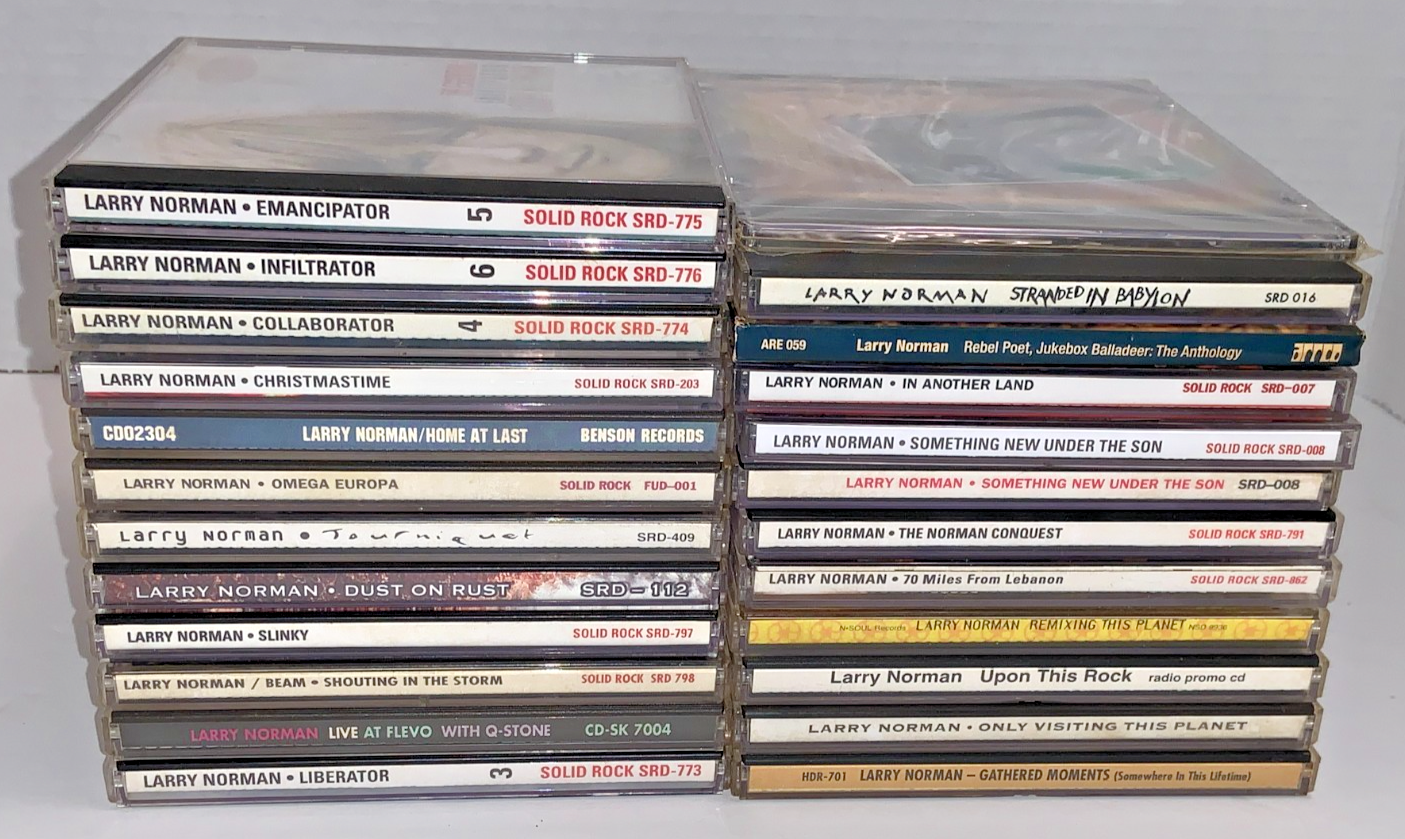 LARRY NORMAN • EMANCIPATOR 5 SOLID ROCK SRD-775
LARRY NORMAN • INFILTRATOR 6 SOLID ROCK SRD-776
LARRY NORMAN • COLLABORATOR 4 SOLID ROCK SRD-774
LARRY NORMAN • CHRISTMASTIME SOLID ROCK SRD-203
CD02304 LARRY NORMAN/HOME AT LAST BENSON RECORDS
LARRY NORMAN • OMEGA EUROPA SOLID ROCK FUD–001
Larry Norman • Tourniquet SRD-409
LARRY NORMAN • DUST ON RUST SRD – 112
LARRY NORMAN • SLINKY SOLID ROCK SRD-797
LARRY NORMAN / BEAM • SHOUTING IN THE STORM SOLID ROCK SRD 798
LARRY NORMAN LIVE AT FLEVO WITH Q-STONE CD-SK 7004
LARRY NORMAN • LIBERATOR 3 SOLID ROCK SRD-773
LARRY NORMAN STRANDED IN BABYLON SRD 016
ARE 059 Larry Norman Rebel Poet, Jukebox Balladeer: The Anthology arena
LARRY NORMAN • IN ANOTHER LAND SOLID ROCK SRD–007
LARRY NORMAN • SOMETHING NEW UNDER THE SON SOLID ROCK SRD-008
LARRY NORMAN • SOMETHING NEW UNDER THE SON SRD–008
LARRY NORMAN • THE NORMAN CONQUEST SOLID ROCK SRD-791
LARRY NORMAN • 70 Miles From Lebanon SOLID ROCK SRD-862
N•SOUL Records LARRY NORMAN REMIXING THIS PLANET
Larry Norman Upon This Rock radio promo cd
LARRY NORMAN • ONLY VISITING THIS PLANET
HDR-701 LARRY NORMAN – GATHERED MOMENTS (Somewhere In This Lifetime)